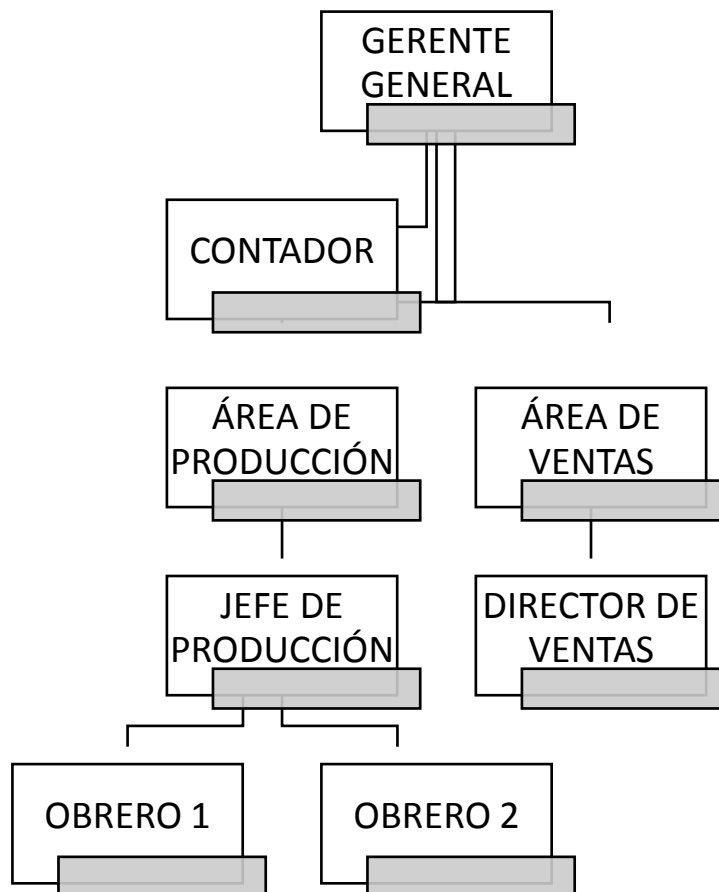 GERENTE
GENERAL
CONTADOR
ÁREA DE
PRODUCCIÓN
ÁREA DE
VENTAS
JEFE DE
PRODUCCIÓN
DIRECTOR DE
VENTAS
OBRERO 1
OBRERO 2